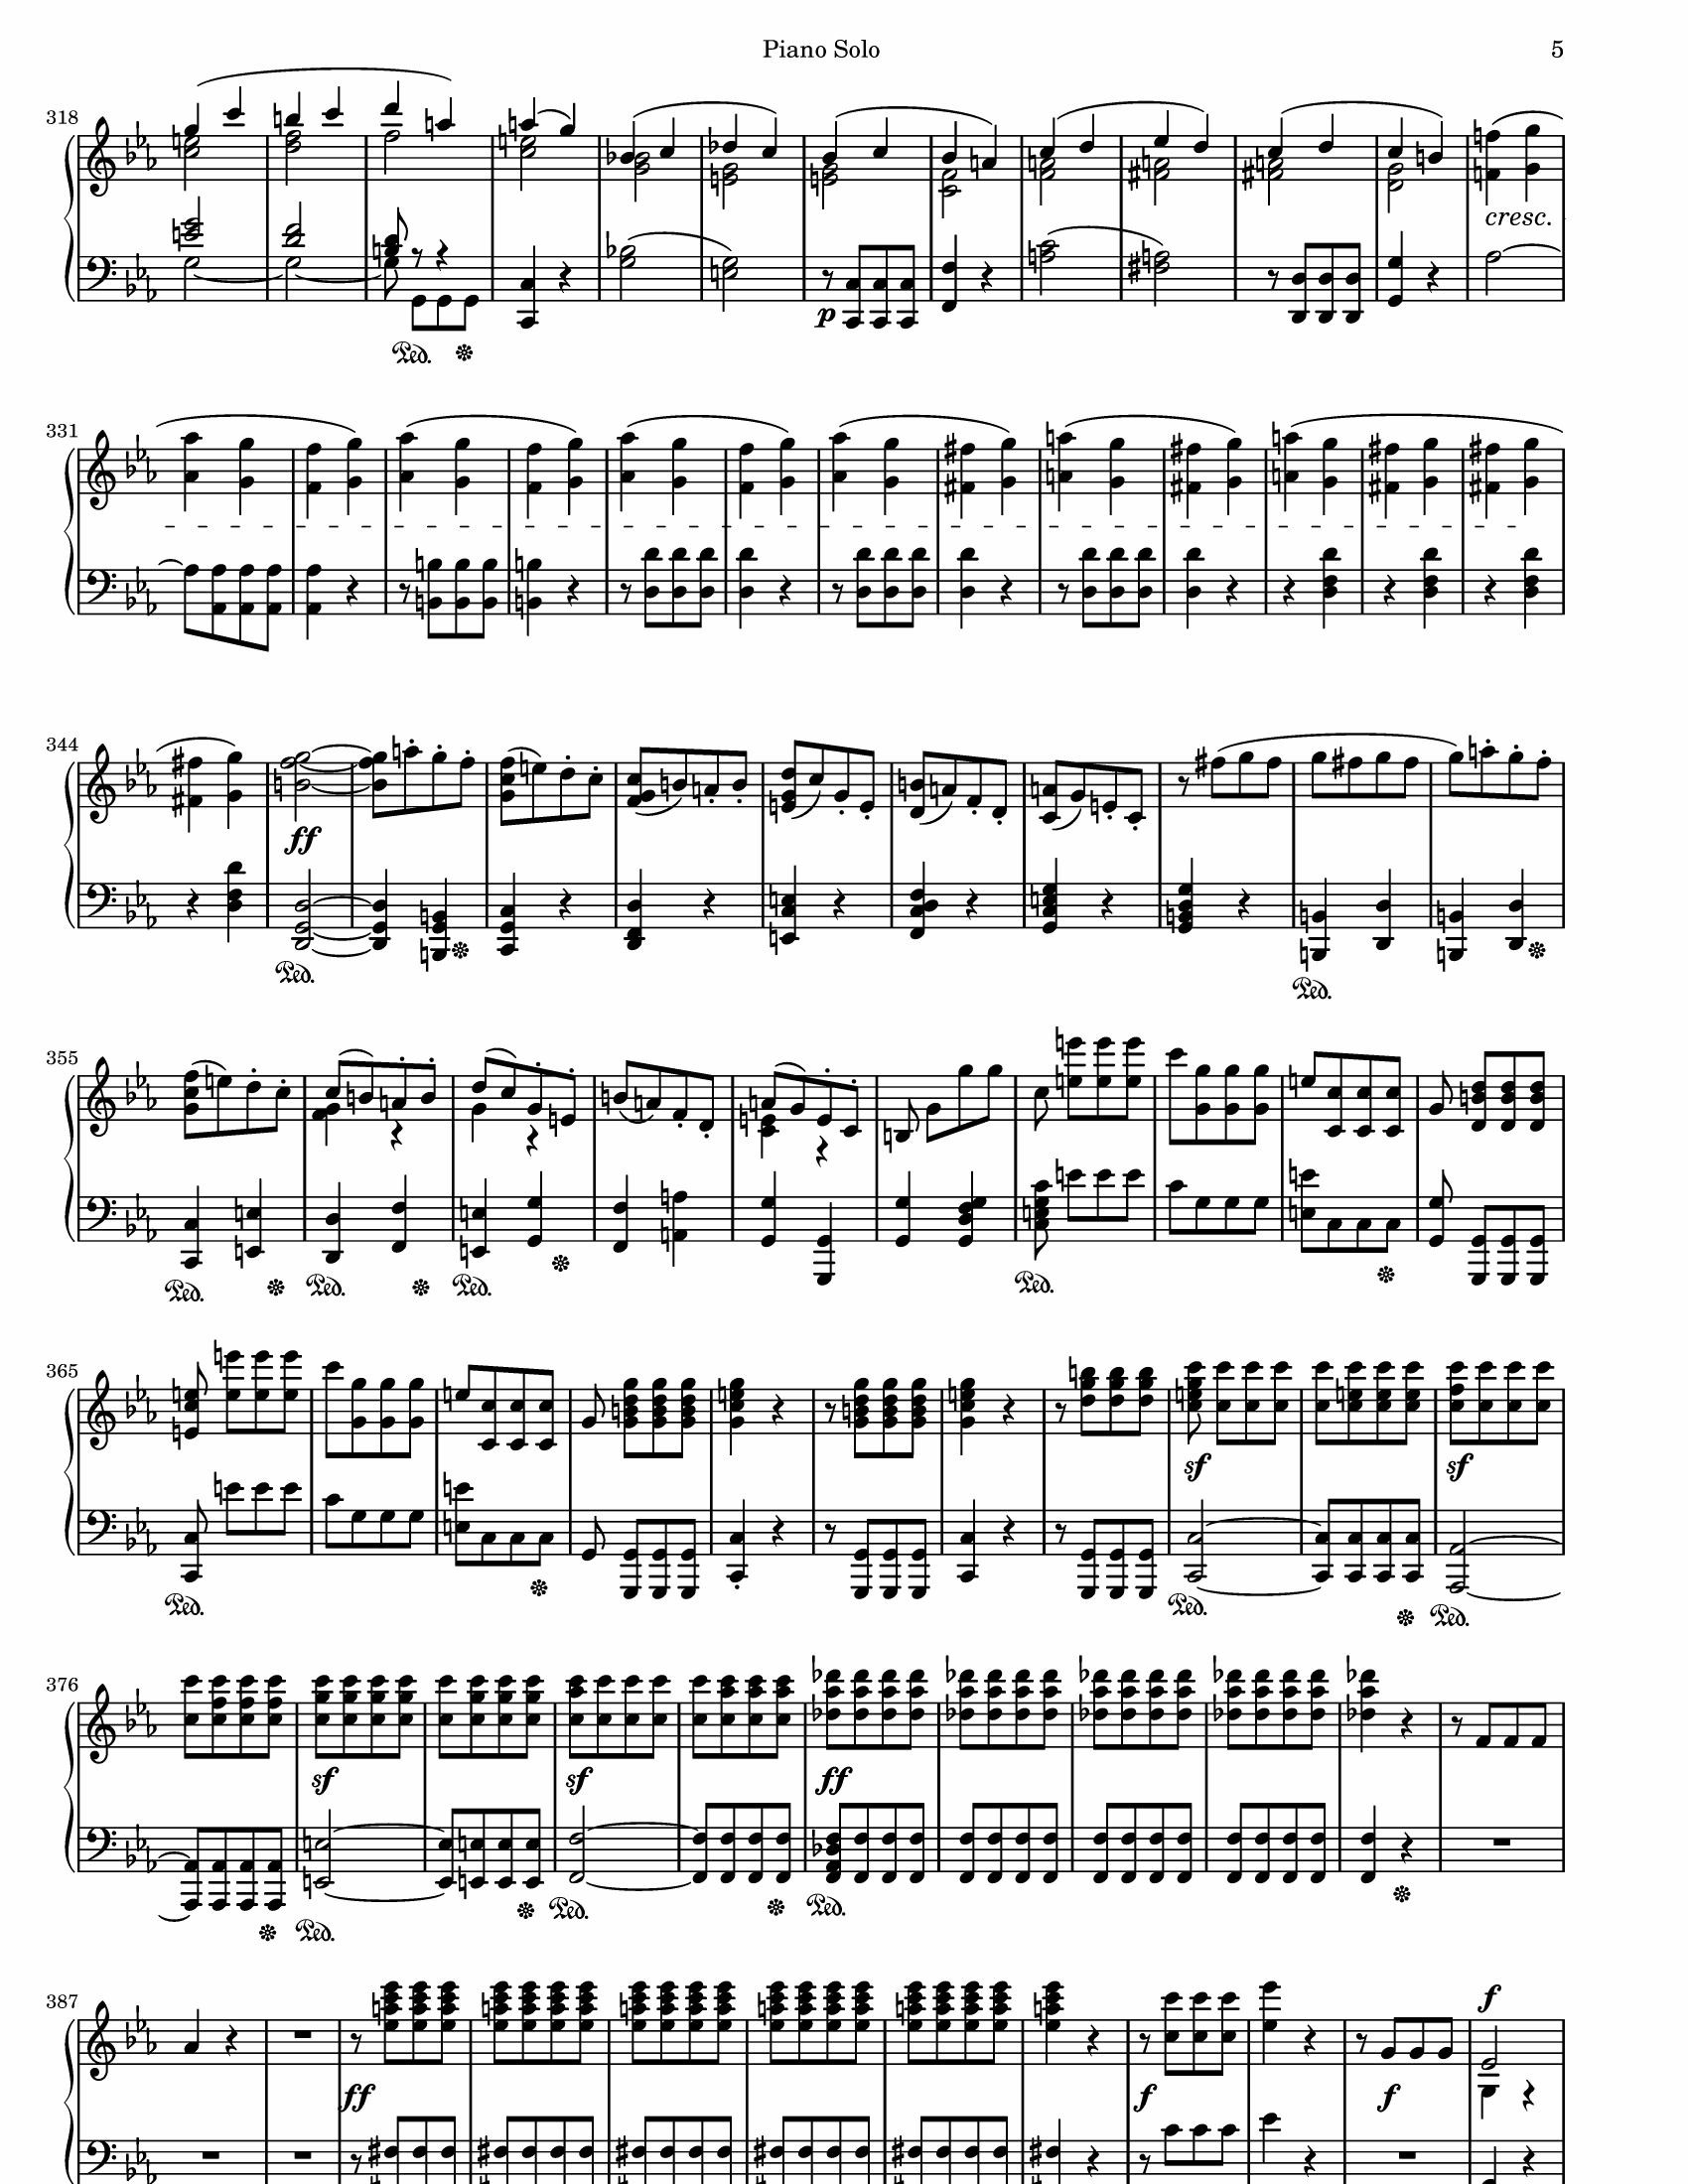 Piano Solo 5
318
cresc.
Ped. Ped.
p
331
344
ff
Ped. Ped.
355
Ped. Ped. Ped. Ped.
365
sf sf
Ped. Ped. Ped.
376
sf sf ff
Ped. Ped. Ped.
387
f
ff f f